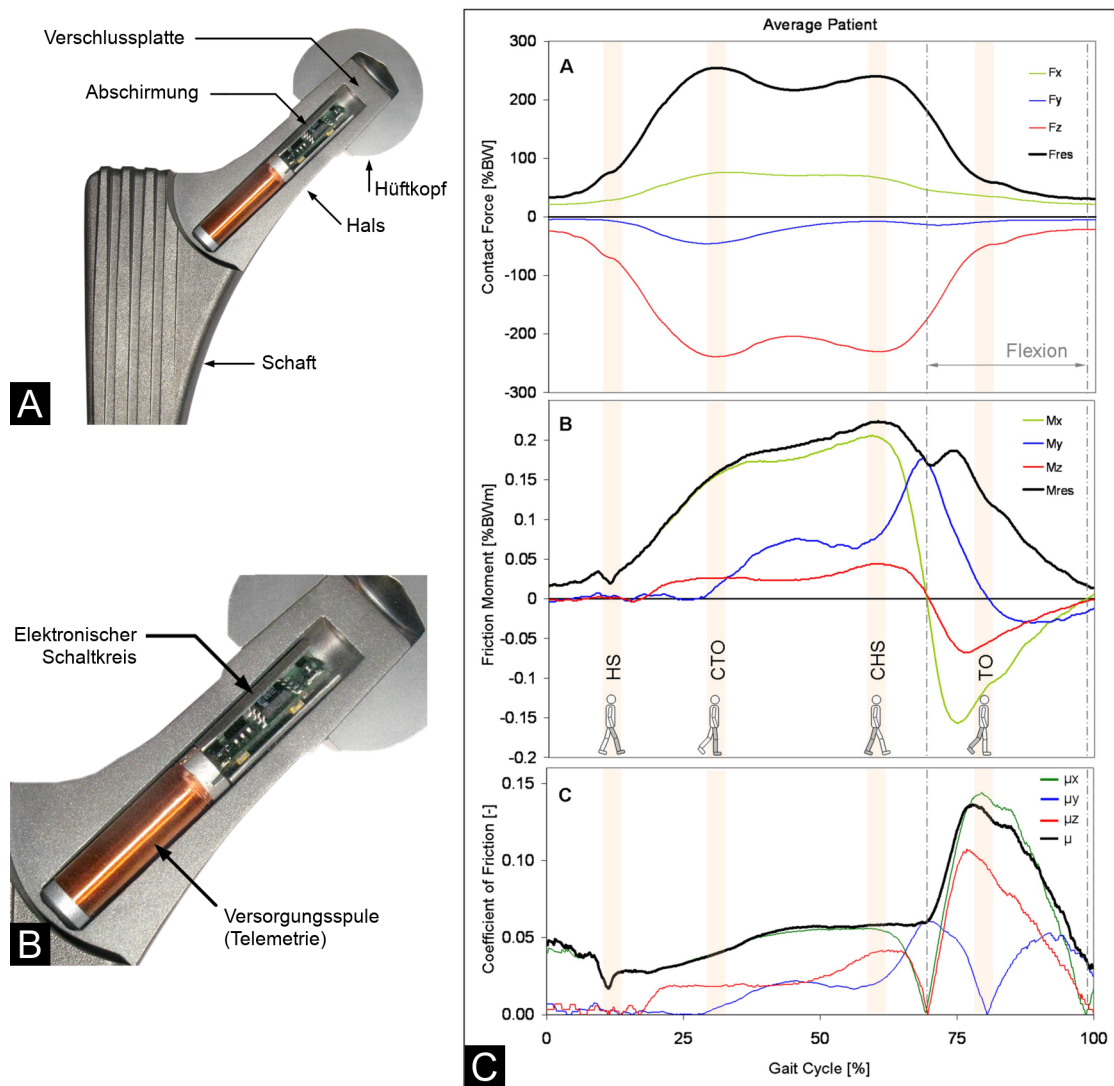 Verschlussplatte
Abschirmung
Hüftkopf
Hals
Schaft
A
Elektronischer
Schaltkreis
Versorgungsspule
(Telemetrie)
B
Average Patient
A
Contact Force [%BW]
300
200
100
0
-100
-200
-300
Fx
Fy
Fz
Fres
Flexion
B
Friction Moment [%BWm]
0.2
0.15
0.1
0.05
0
-0.05
-0.1
-0.15
-0.2
Mx
My
Mz
Mres
HS
CTO
CHS
TO
C
Coefficient of Friction [-]
0.15
0.10
0.05
0.00
µx
µy
µz
µ
0
25
50
75
100
Gait Cycle [%]
C